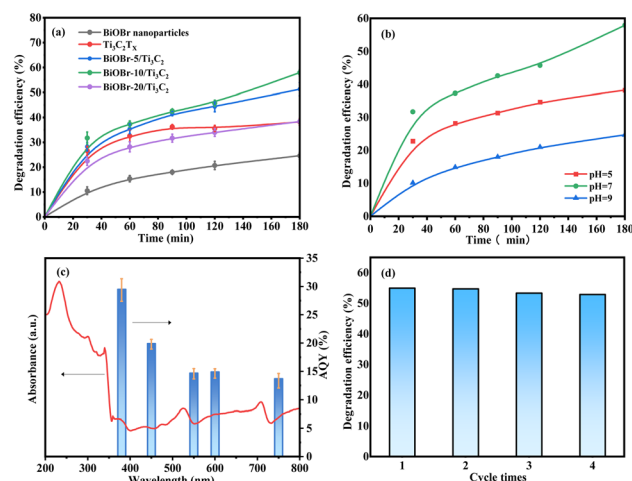 (a)
BiOBr nanoparticles
Ti₃C₂Tₓ
BiOBr-5/Ti₃C₂
BiOBr-10/Ti₃C₂
BiOBr-20/Ti₃C₂
Degradation efficiency (%)
80
70
60
50
40
30
20
10
0
0 20 40 60 80 100 120 140 160 180
Time (min)
(b)
Degradation efficiency (%)
60
50
40
30
20
10
0
pH=5
pH=7
pH=9
0 20 40 60 80 100 120 140 160 180
Time ( min)
(c)
Absorbance (a.u.)
AQY (%)
35
30
25
20
15
10
5
0
200 300 400 500 600 700 800
Wavelength (nm)
(d)
Degradation efficiency (%)
60
50
40
30
20
10
0
1 2 3 4
Cycle times